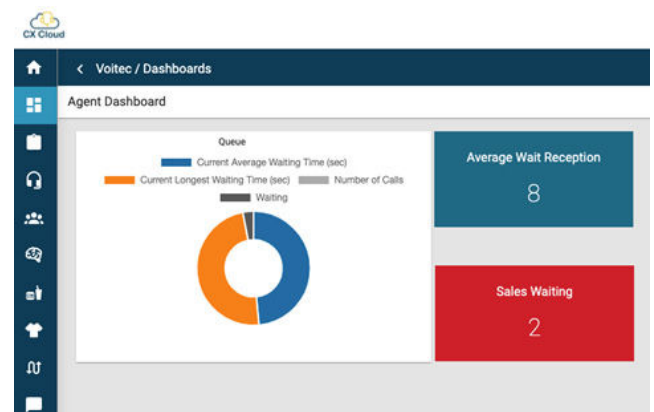 CX Cloud
< Voitec / Dashboards
Agent Dashboard
Queue
Current Average Waiting Time (sec)
Current Longest Waiting Time (sec) Number of Calls
Waiting
Average Wait Reception
8
Sales Waiting
2